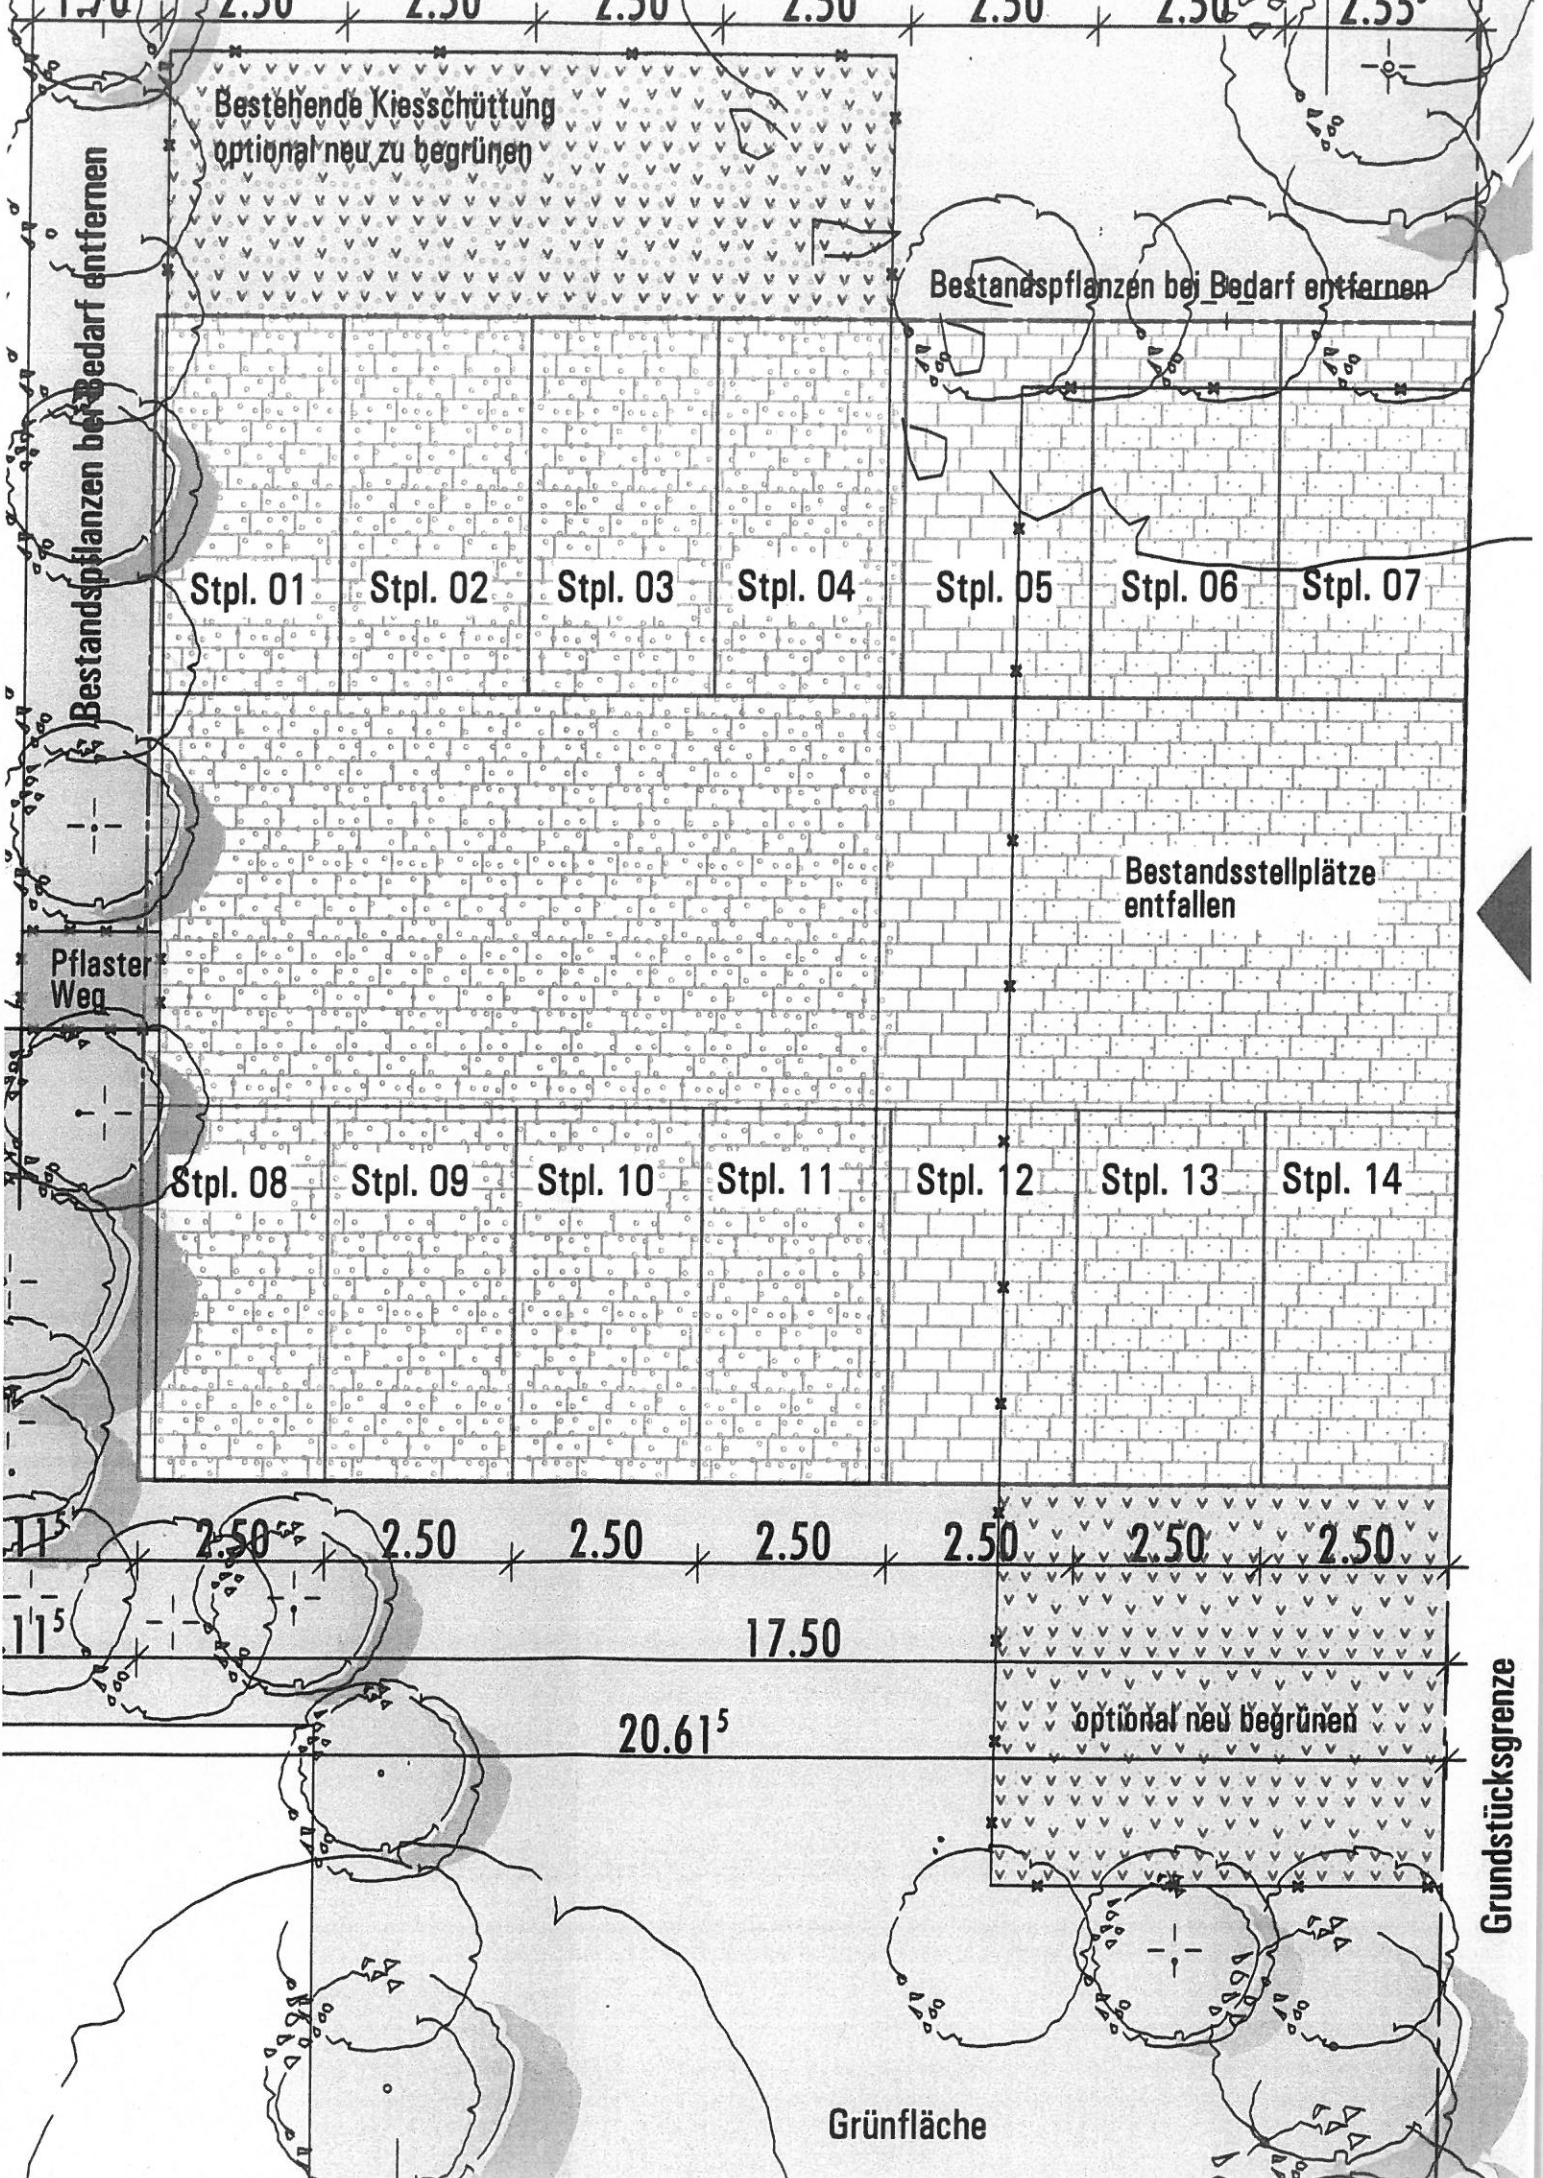 2.50
2.50
2.50
2.50
2.50
2.50
2.55⁵
Bestehende Kiesschüttung
optional neu zu begrünen
Bestandspflanzen bei Bedarf entfernen
Bestandspflanzen bei Bedarf entfernen
Stpl. 01
Stpl. 02
Stpl. 03
Stpl. 04
Stpl. 05
Stpl. 06
Stpl. 07
Bestandsstellplätze
entfallen
Pflaster
Weg
Stpl. 08
Stpl. 09
Stpl. 10
Stpl. 11
Stpl. 12
Stpl. 13
Stpl. 14
11⁵
2.50
2.50
2.50
2.50
2.50
2.50
2.50
.11⁵
17.50
optional neu begrünen
20.61⁵
Grundstücksgrenze
Grünfläche